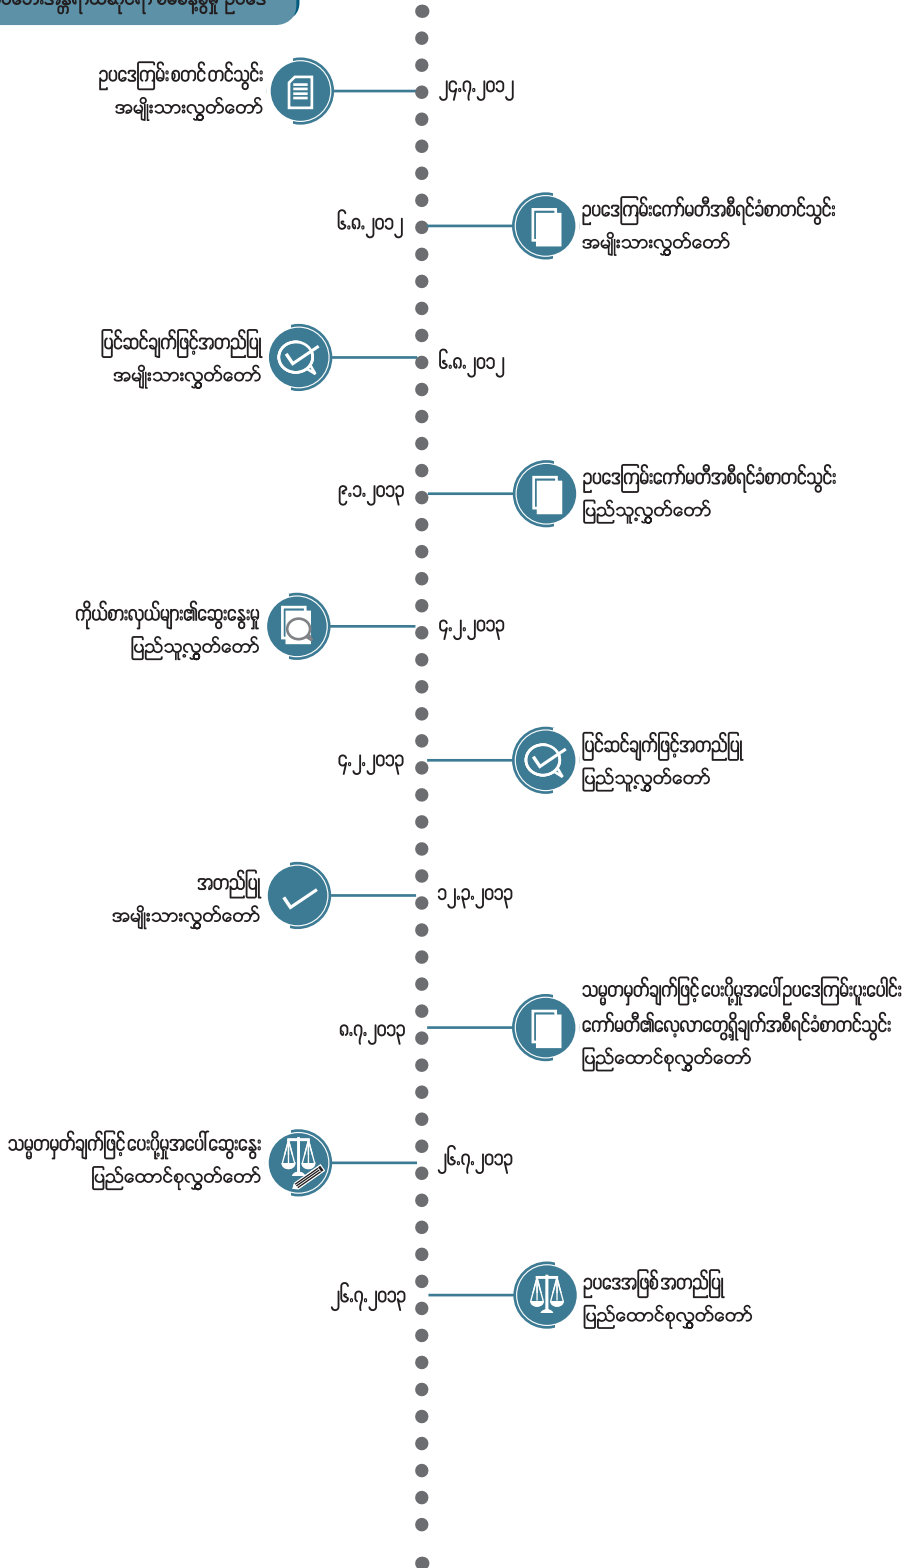 ဥပဒေကြမ်းစတင်တင်သွင်း
အမျိုးသားလွှတ်တော်
၂၄.၇.၂၀၁၂
၆.၈.၂၀၁၂
ဥပဒေကြမ်းကော်မတီအစီရင်ခံစာတင်သွင်း
အမျိုးသားလွှတ်တော်
ပြင်ဆင်ချက်ဖြင့်အတည်ပြု
အမျိုးသားလွှတ်တော်
၆.၈.၂၀၁၂
၉.၁.၂၀၁၃
ဥပဒေကြမ်းကော်မတီအစီရင်ခံစာတင်သွင်း
ပြည်သူ့လွှတ်တော်
ကိုယ်စားလှယ်များ၏ဆွေးနွေးမှု
ပြည်သူ့လွှတ်တော်
၄.၂.၂၀၁၃
၄.၂.၂၀၁၃
ပြင်ဆင်ချက်ဖြင့်အတည်ပြု
ပြည်သူ့လွှတ်တော်
အတည်ပြု
အမျိုးသားလွှတ်တော်
၁၂.၃.၂၀၁၃
၈.၇.၂၀၁၃
သမ္မတမှတ်ချက်ဖြင့် ပေးပို့မှုအပေါ် ဥပဒေကြမ်းပူးပေါင်း
ကော်မတီ၏လေ့လာတွေ့ရှိချက်အစီရင်ခံစာတင်သွင်း
ပြည်ထောင်စုလွှတ်တော်
သမ္မတမှတ်ချက်ဖြင့် ပေးပို့မှုအပေါ် ဆွေးနွေး
ပြည်ထောင်စုလွှတ်တော်
၂၆.၇.၂၀၁၃
၂၆.၇.၂၀၁၃
ဥပဒေအဖြစ် အတည်ပြု
ပြည်ထောင်စုလွှတ်တော်